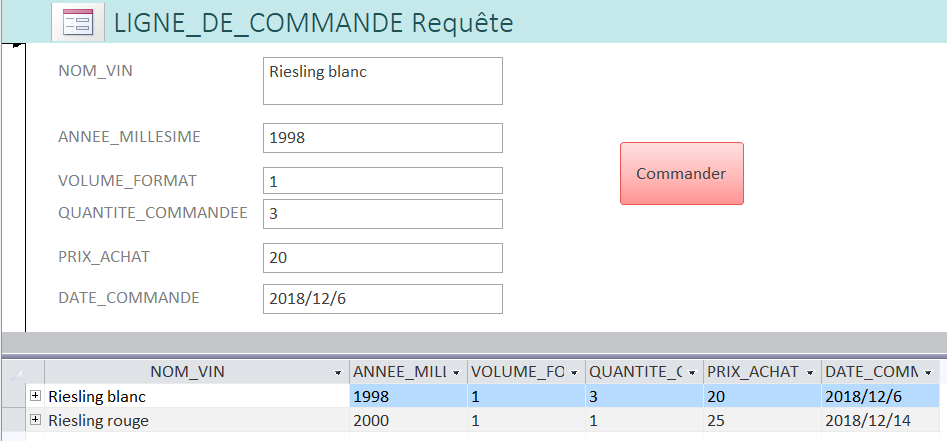 LIGNE_DE_COMMANDE Requête
NOM_VIN Riesling blanc
ANNEE_MILLESIME 1998
Commander
VOLUME_FORMAT 1
QUANTITE_COMMANDEE 3
PRIX_ACHAT 20
DATE_COMMANDE 2018/12/6
NOM_VIN ANNEE_MILL VOLUME_FO QUANTITE_C PRIX_ACHAT DATE_COMM
Riesling blanc 1998 1 3 20 2018/12/6
Riesling rouge 2000 1 1 25 2018/12/14